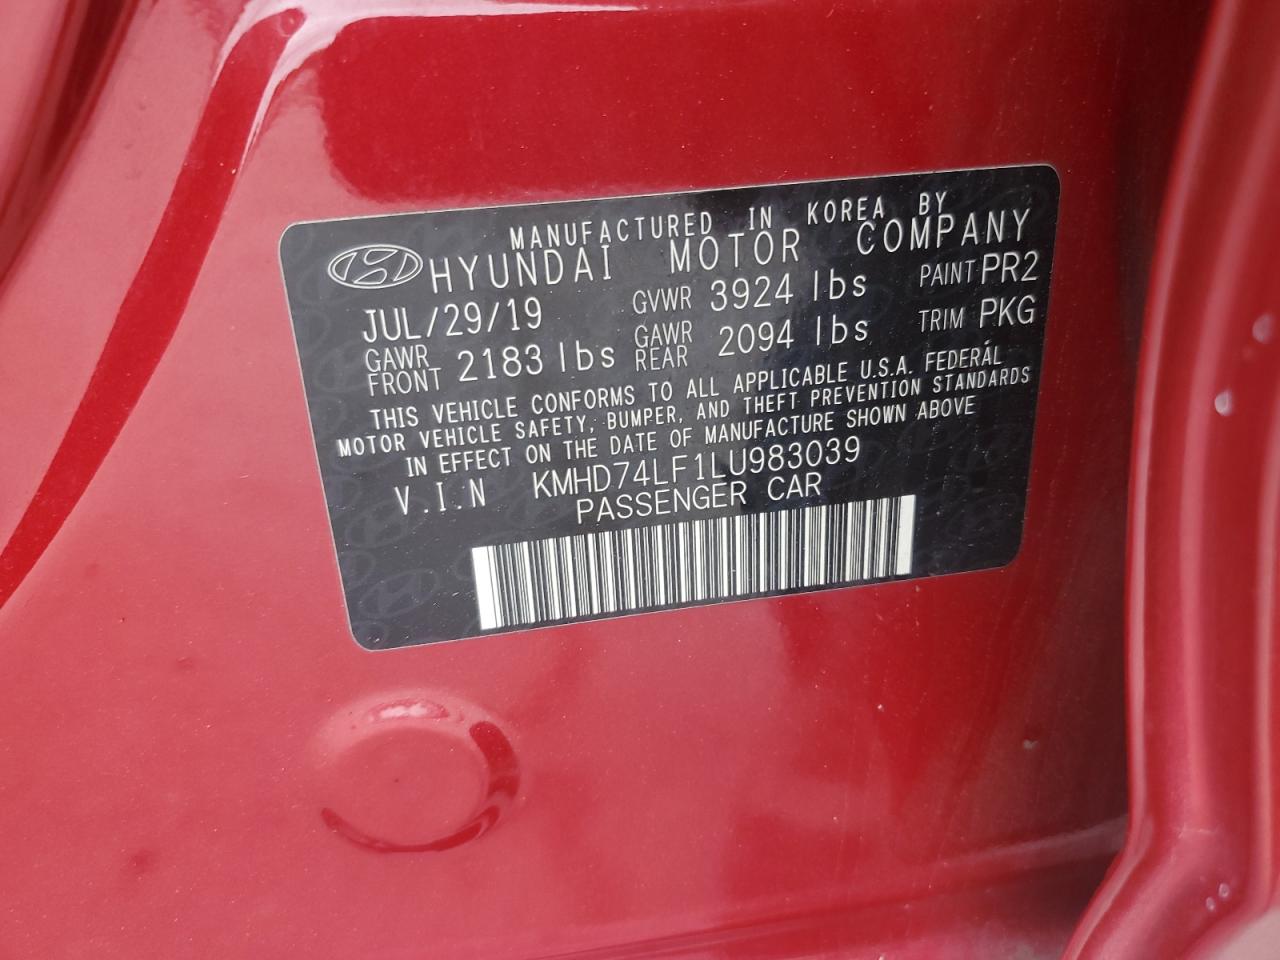 MANUFACTURED IN KOREA BY
HYUNDAI MOTOR COMPANY
JUL/29/19 GVWR 3924 lbs PAINT PR2
GAWR FRONT 2183 lbs GAWR REAR 2094 lbs TRIM PKG
THIS VEHICLE CONFORMS TO ALL APPLICABLE U.S.A. FEDERAL
MOTOR VEHICLE SAFETY, BUMPER, AND THEFT PREVENTION STANDARDS
IN EFFECT ON THE DATE OF MANUFACTURE SHOWN ABOVE
V.I.N KMHD74LF1LU983039
PASSENGER CAR